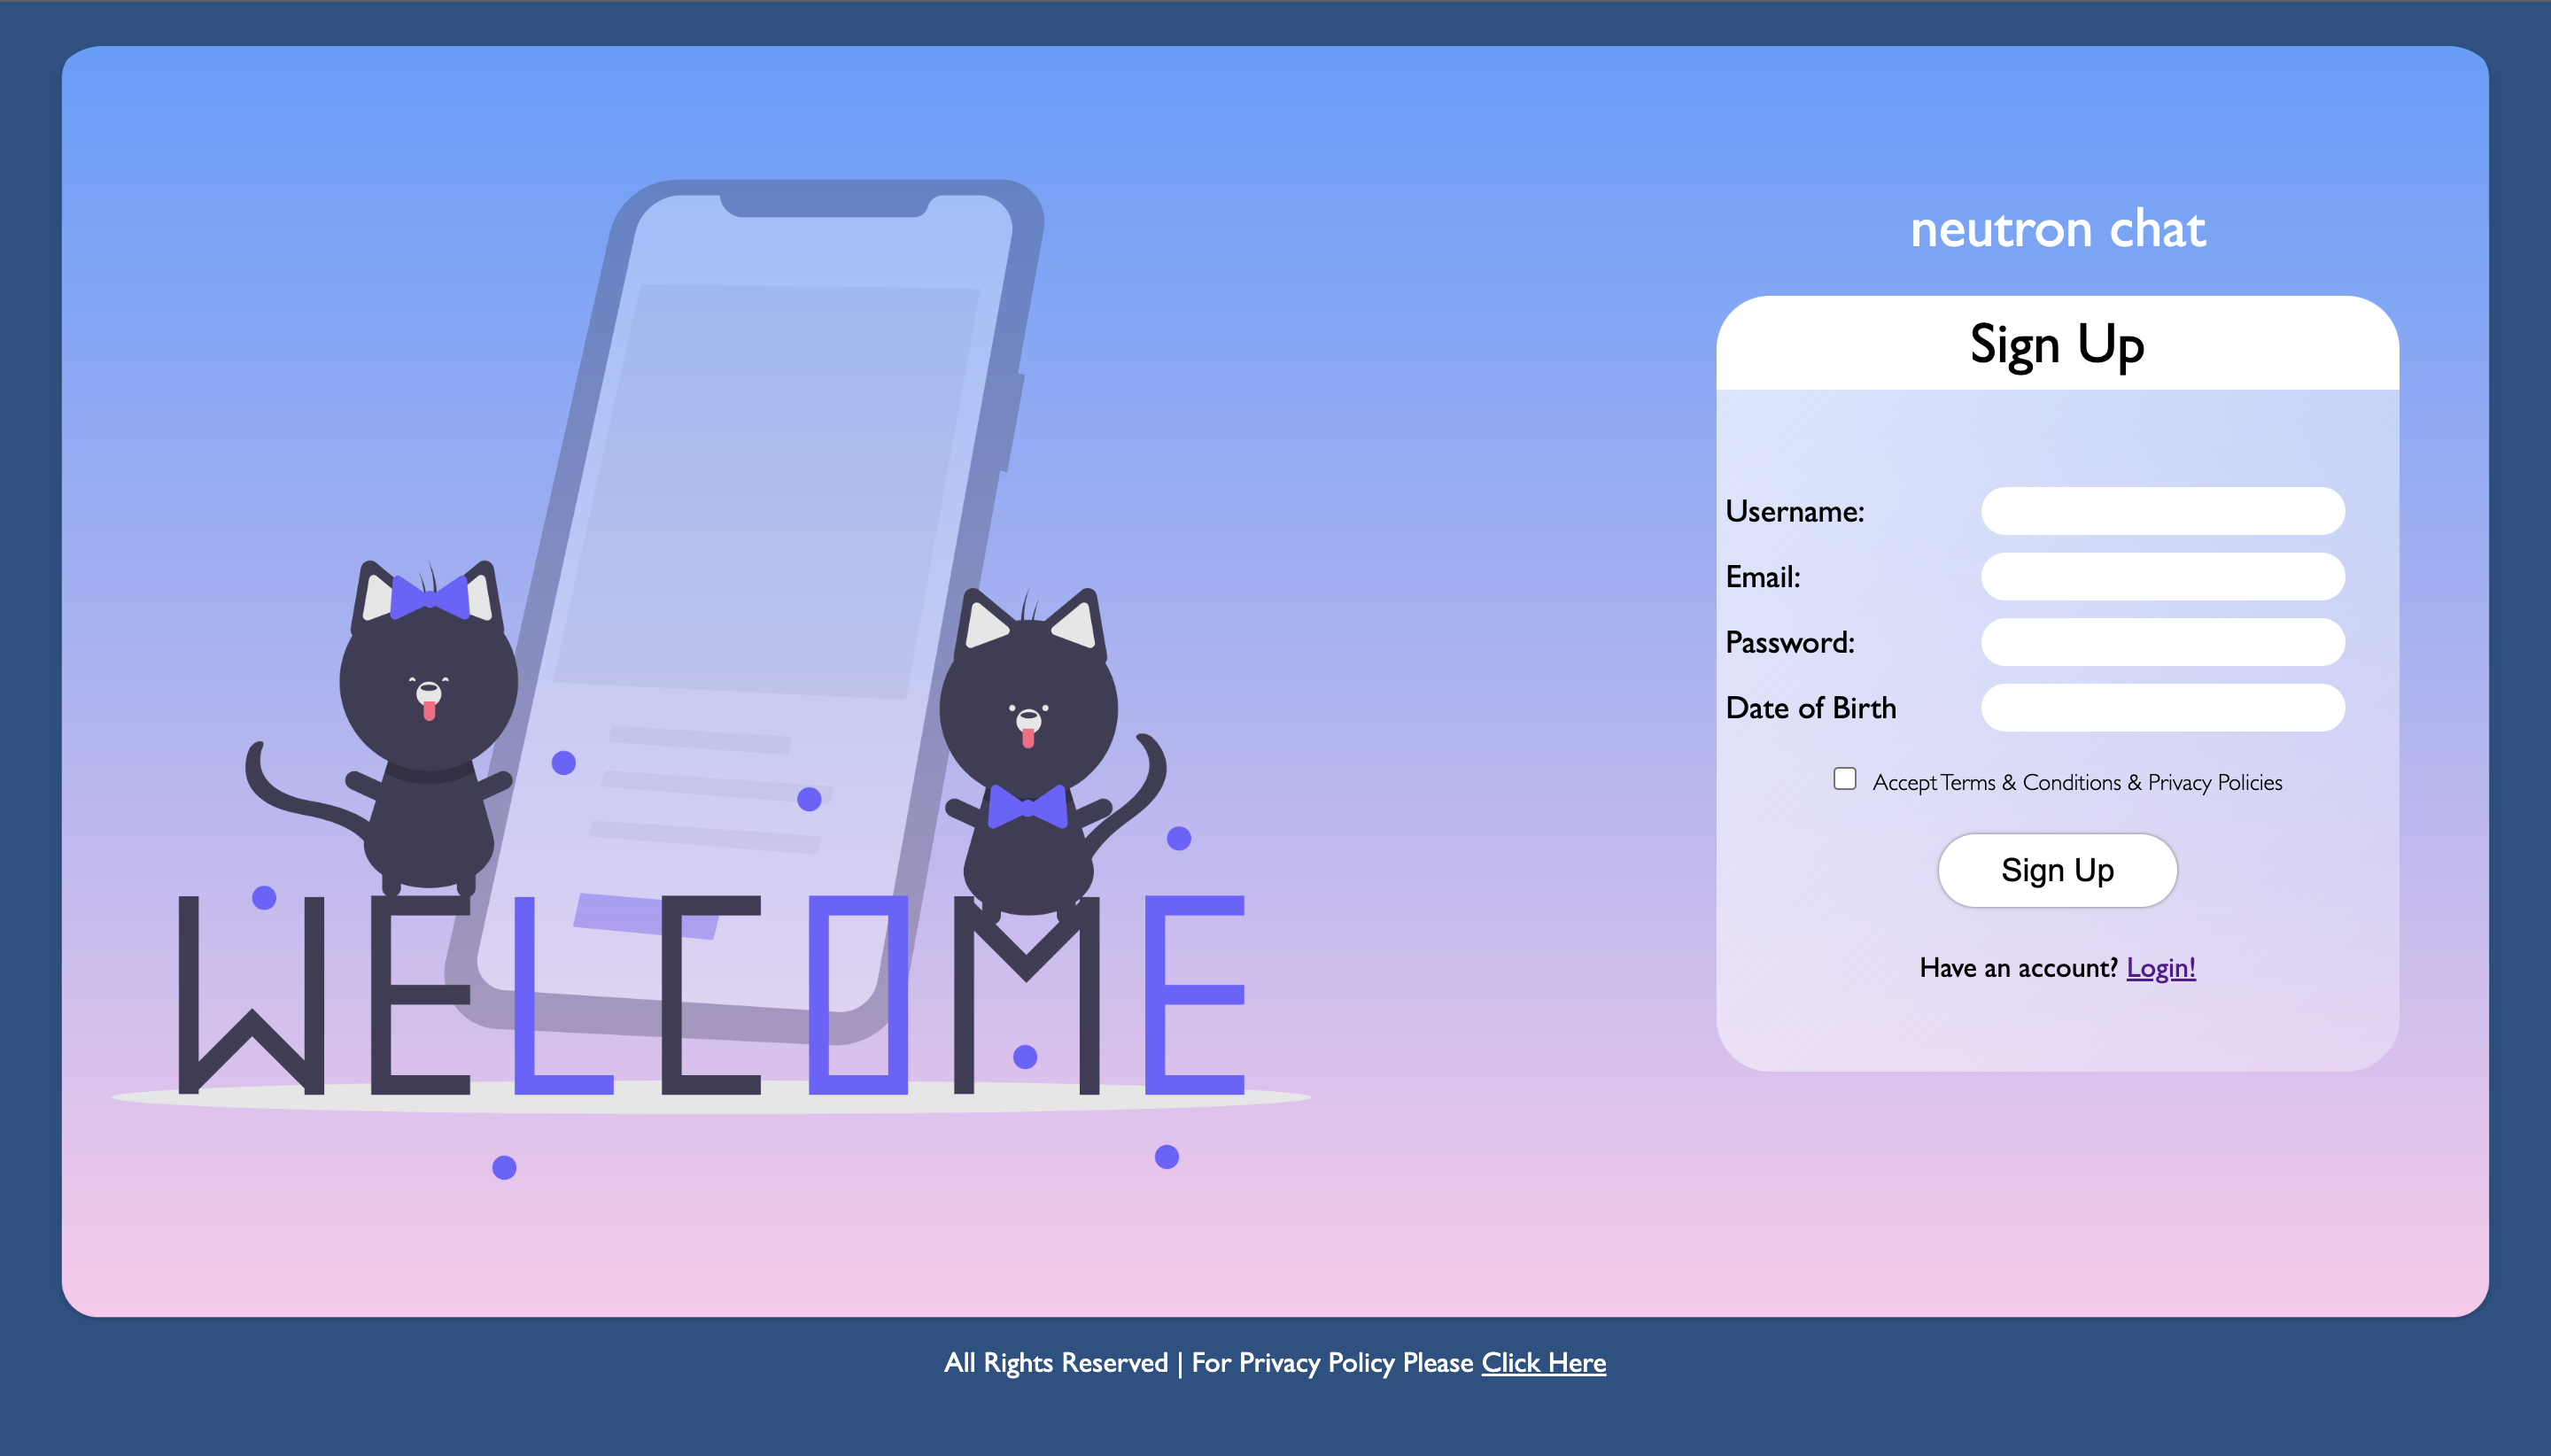 WELCOME
neutron chat
Sign Up
Username:
Email:
Password:
Date of Birth
Accept Terms & Conditions & Privacy Policies
Sign Up
Have an account? Login!
All Rights Reserved | For Privacy Policy Please Click Here